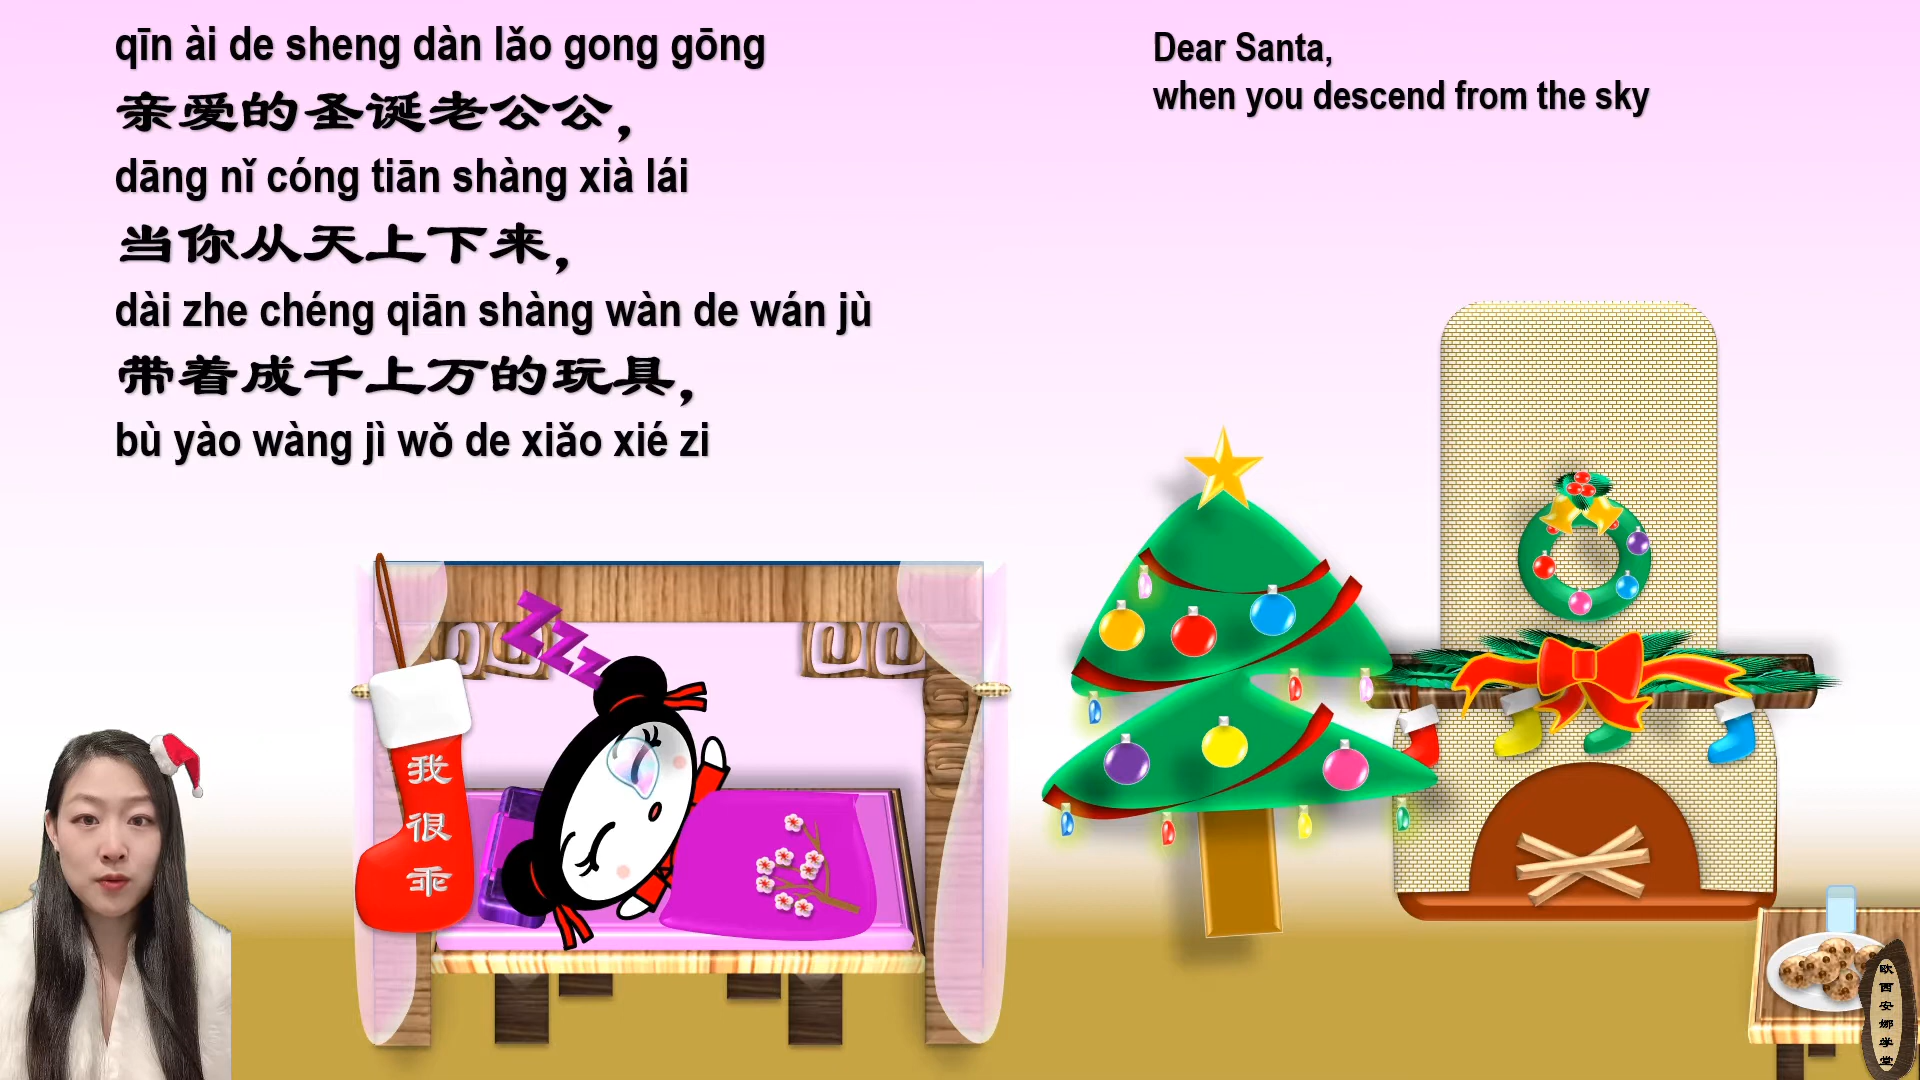 qīn ài de sheng dàn lǎo gong gōng
亲爱的圣诞老公公，
dāng nǐ cóng tiān shàng xià lái
当你从天上下来，
dài zhe chéng qiān shàng wàn de wán jù
带着成千上万的玩具，
bù yào wàng jì wǒ de xiǎo xié zi
Dear Santa,
when you descend from the sky
Zzz
我
很
乖
欧
西
安
娜
学
堂